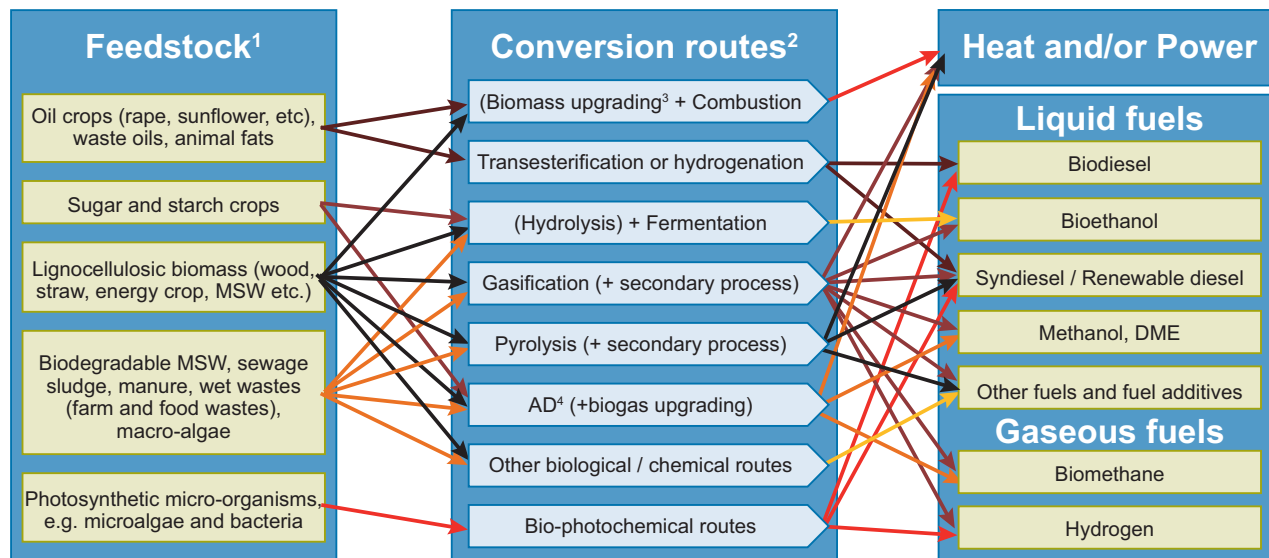 Feedstock¹
Oil crops (rape, sunflower, etc),
waste oils, animal fats
Sugar and starch crops
Lignocellulosic biomass (wood,
straw, energy crop, MSW etc.)
Biodegradable MSW, sewage
sludge, manure, wet wastes
(farm and food wastes),
macro-algae
Photosynthetic micro-organisms,
e.g. microalgae and bacteria
Conversion routes²
(Biomass upgrading³ + Combustion
Transesterification or hydrogenation
(Hydrolysis) + Fermentation
Gasification (+ secondary process)
Pyrolysis (+ secondary process)
AD⁴ (+biogas upgrading)
Other biological / chemical routes
Bio-photochemical routes
Heat and/or Power
Liquid fuels
Biodiesel
Bioethanol
Syndiesel / Renewable diesel
Methanol, DME
Other fuels and fuel additives
Gaseous fuels
Biomethane
Hydrogen